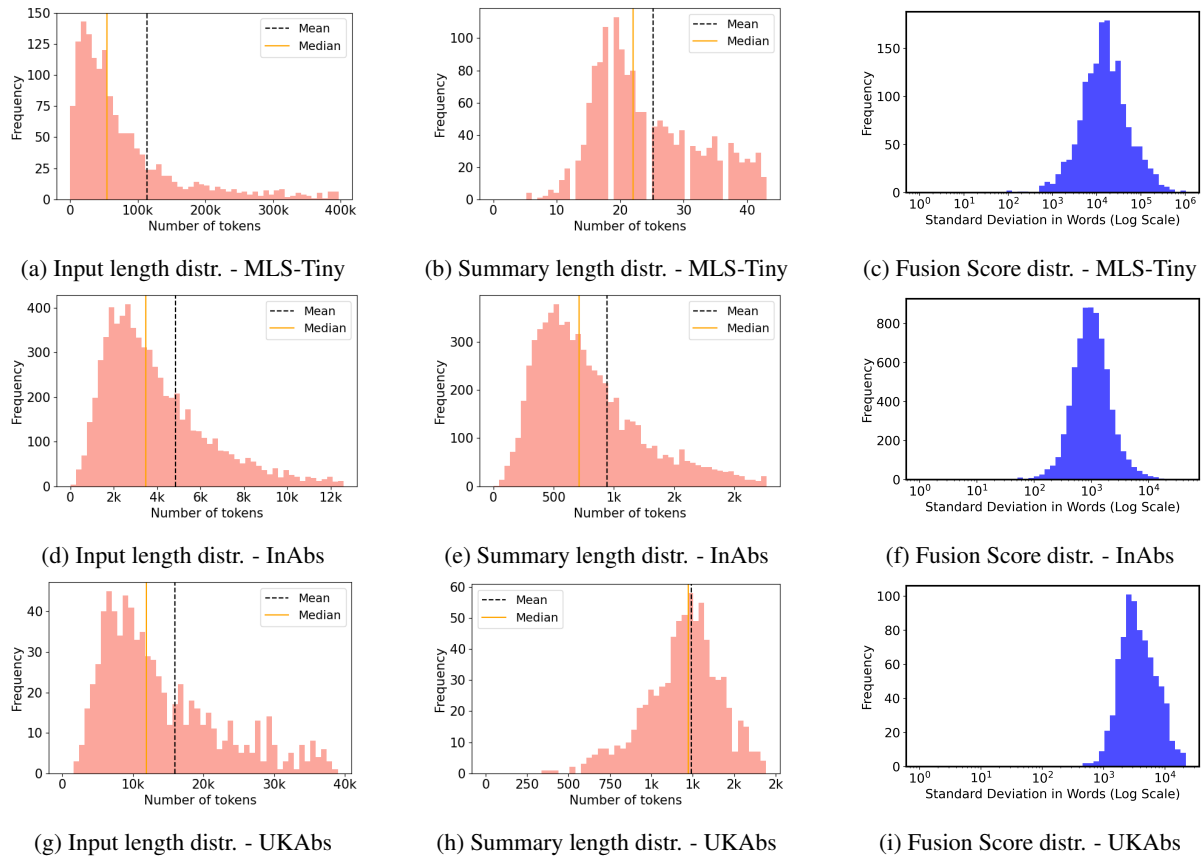 150
125
100
75
50
25
0
Frequency
Mean
Median
0 100k 200k 300k 400k
Number of tokens
(a) Input length distr. - MLS-Tiny
100
80
60
40
20
0
Frequency
Mean
Median
0 20 40
Number of tokens
(b) Summary length distr. - MLS-Tiny
150
100
50
0
Frequency
10⁰ 10¹ 10² 10³ 10⁴ 10⁵ 10⁶
Standard Deviation in Words (Log Scale)
(c) Fusion Score distr. - MLS-Tiny
400
300
200
100
0
Frequency
Mean
Median
0 2k 4k 6k 8k 10k 12k
Number of tokens
(d) Input length distr. - InAbs
300
200
100
0
Frequency
Mean
Median
0 500 1k 2k 2k
Number of tokens
(e) Summary length distr. - InAbs
800
600
400
200
0
Frequency
10⁰ 10¹ 10² 10³ 10⁴
Standard Deviation in Words (Log Scale)
(f) Fusion Score distr. - InAbs
40
30
20
10
0
Frequency
Mean
Median
0 10k 20k 30k 40k
Number of tokens
(g) Input length distr. - UKAbs
60
50
40
30
20
10
0
Frequency
Mean
Median
0 250 500 750 1k 1k 2k 2k
Number of tokens
(h) Summary length distr. - UKAbs
100
80
60
40
20
0
Frequency
10⁰ 10¹ 10² 10³ 10⁴
Standard Deviation in Words (Log Scale)
(i) Fusion Score distr. - UKAbs